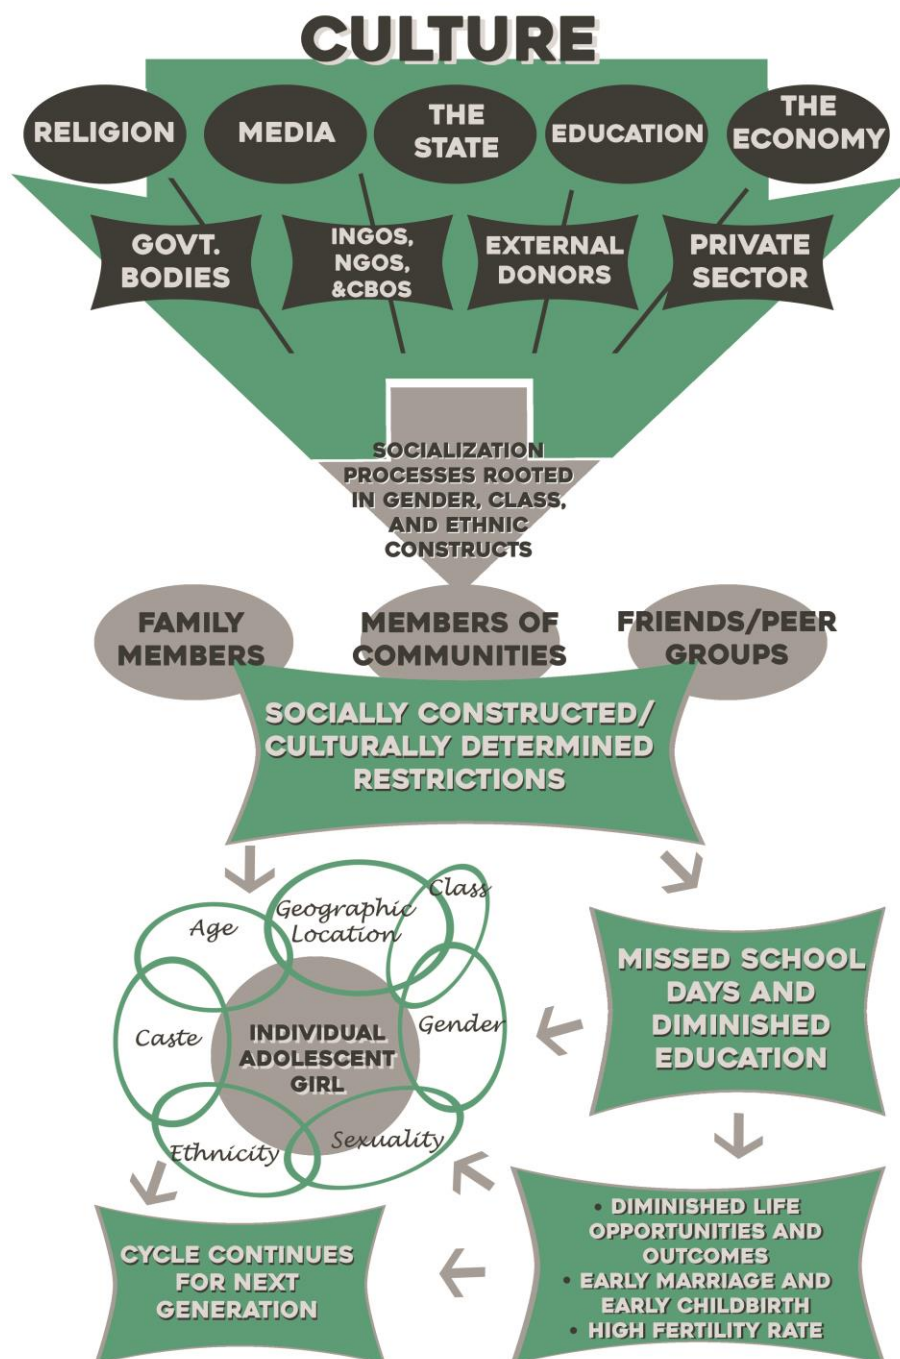 CULTURE
RELIGION
MEDIA
THE
STATE
EDUCATION
THE
ECONOMY
GOVT.
BODIES
INGOS,
NGOS,
&CBOS
EXTERNAL
DONORS
PRIVATE
SECTOR
SOCIALIZATION
PROCESSES ROOTED
IN GENDER, CLASS,
AND ETHNIC
CONSTRUCTS
FAMILY
MEMBERS
MEMBERS OF
COMMUNITIES
FRIENDS/PEER
GROUPS
SOCIALLY CONSTRUCTED/
CULTURALLY DETERMINED
RESTRICTIONS
Age
Geographic
Location
Class
Caste
INDIVIDUAL
ADOLESCENT
GIRL
Gender
Ethnicity
Sexuality
MISSED SCHOOL
DAYS AND
DIMINISHED
EDUCATION
CYCLE CONTINUES
FOR NEXT
GENERATION
• DIMINISHED LIFE
OPPORTUNITIES AND
OUTCOMES
• EARLY MARRIAGE AND
EARLY CHILDBIRTH
• HIGH FERTILITY RATE